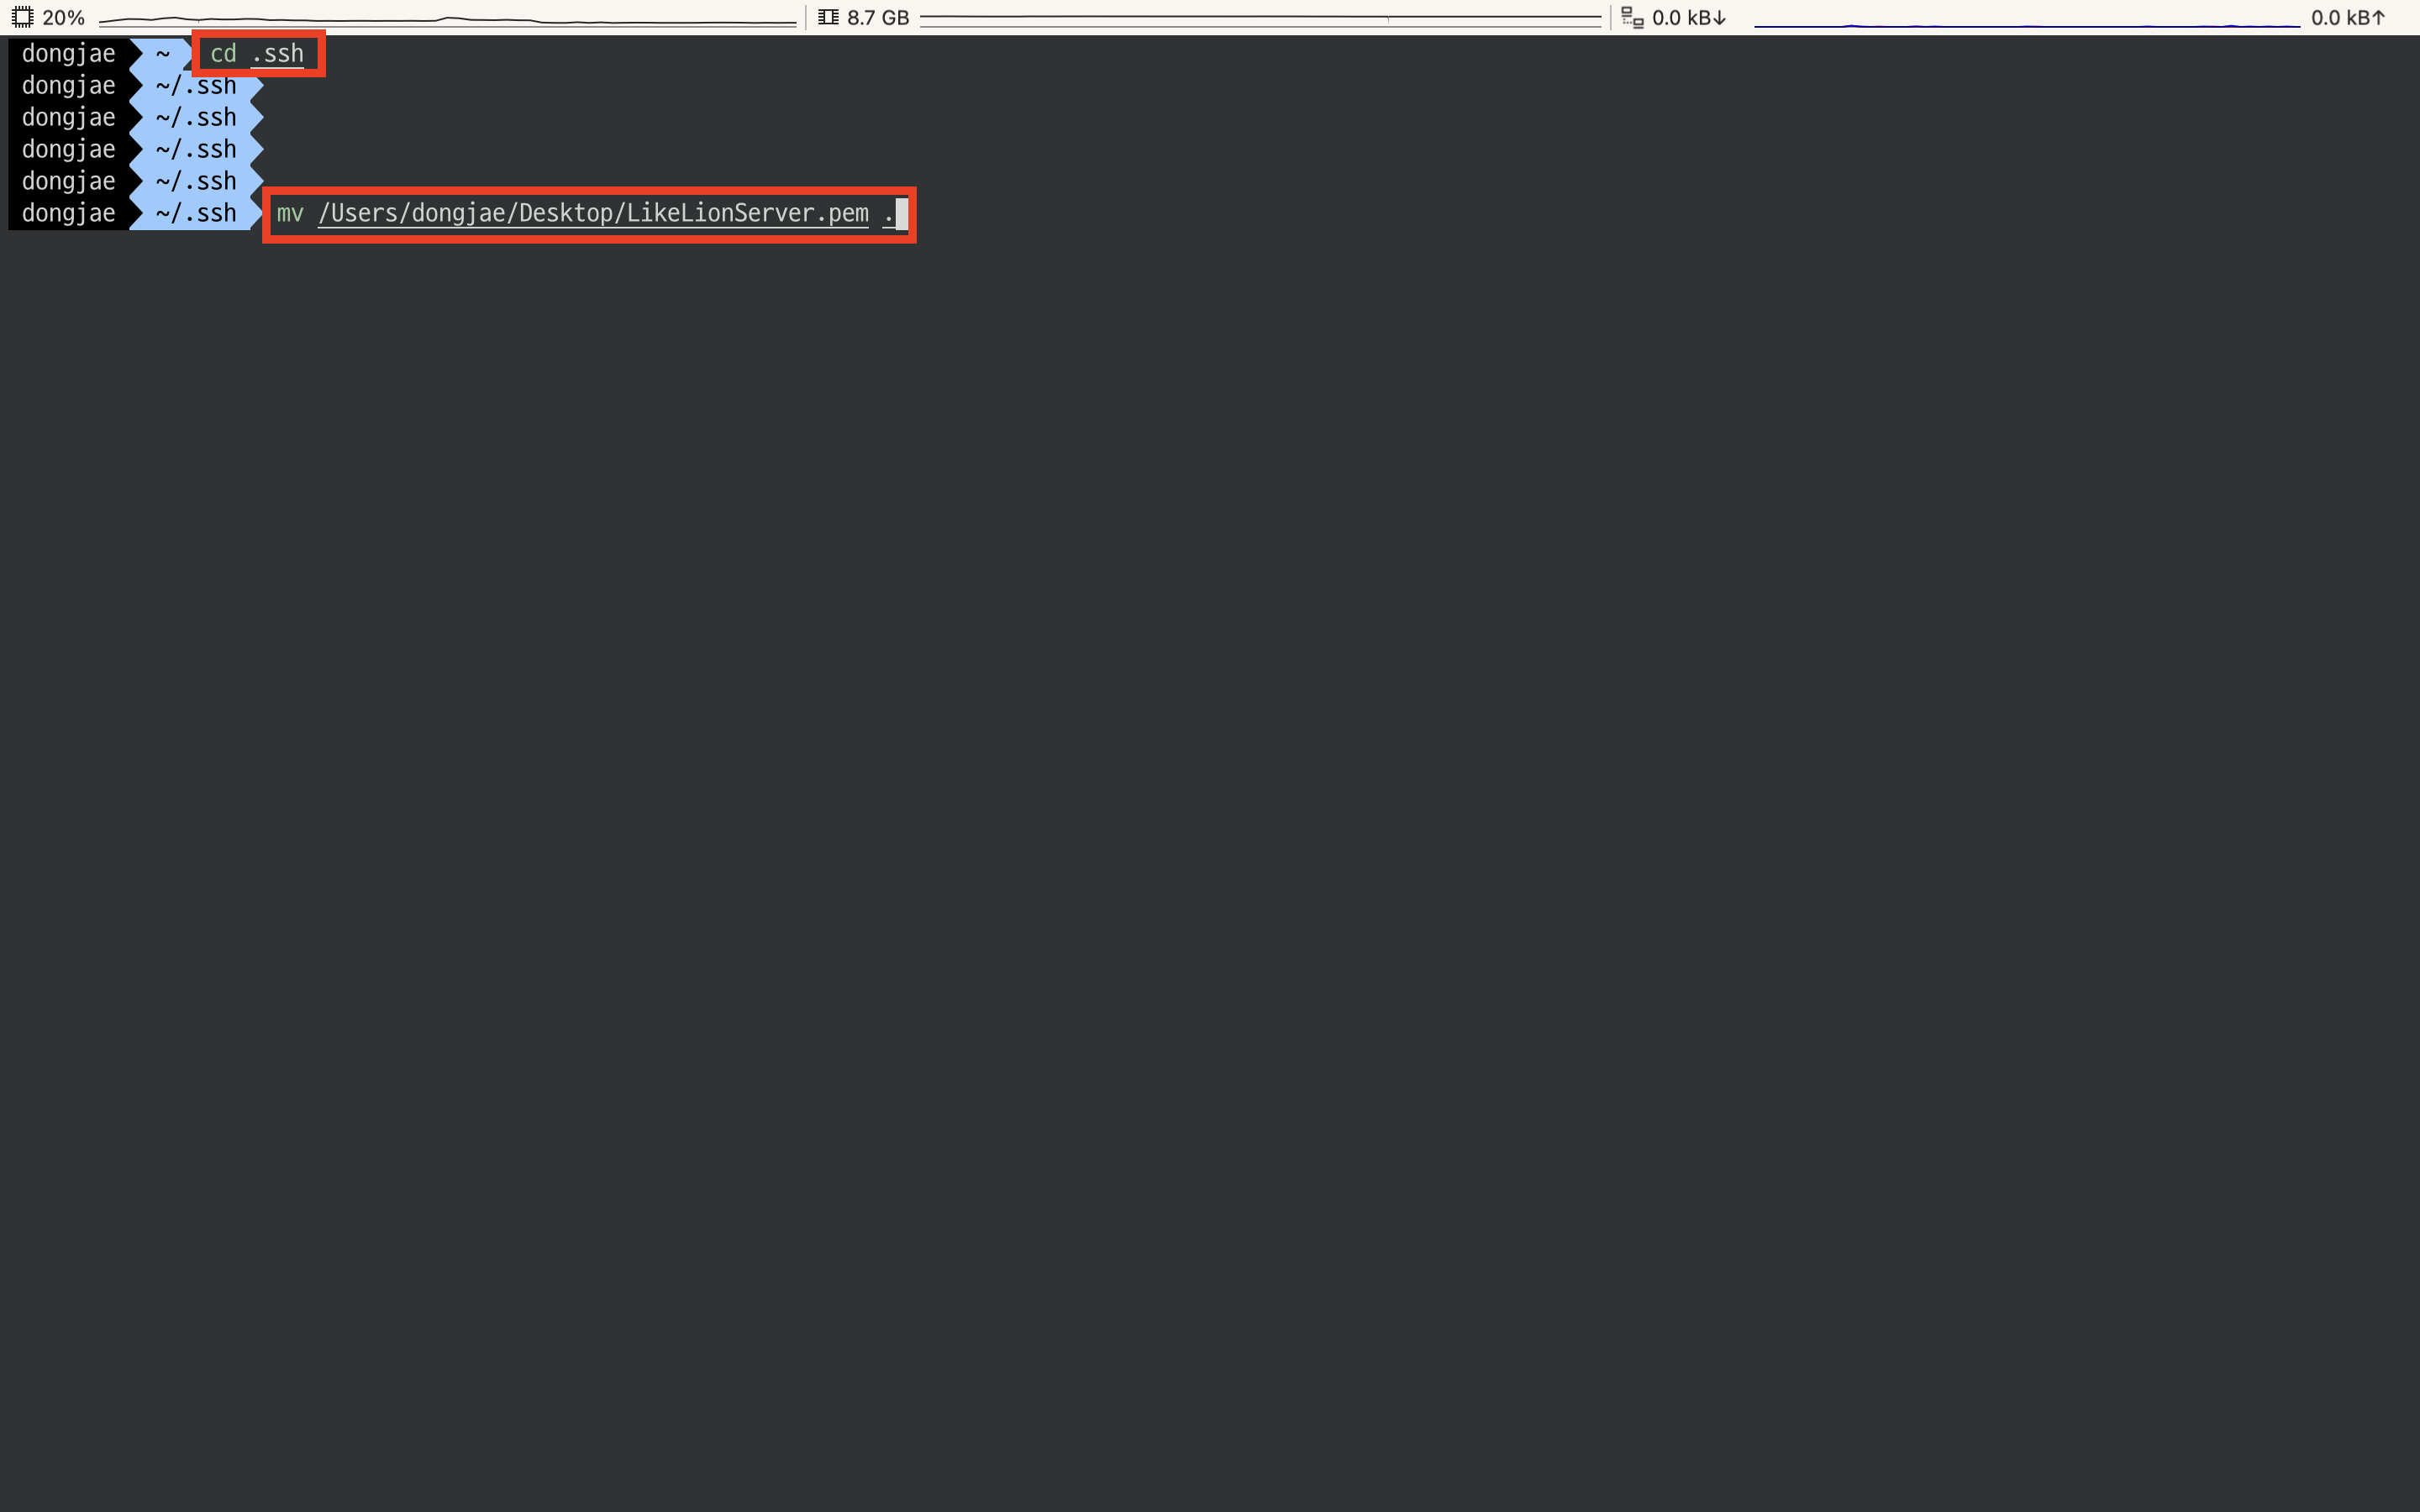 20% 8.7 GB 0.0 kB↓ 0.0 kB↑
dongjae ~ cd .ssh
dongjae ~/.ssh
dongjae ~/.ssh
dongjae ~/.ssh
dongjae ~/.ssh
dongjae ~/.ssh mv /Users/dongjae/Desktop/LikeLionServer.pem .